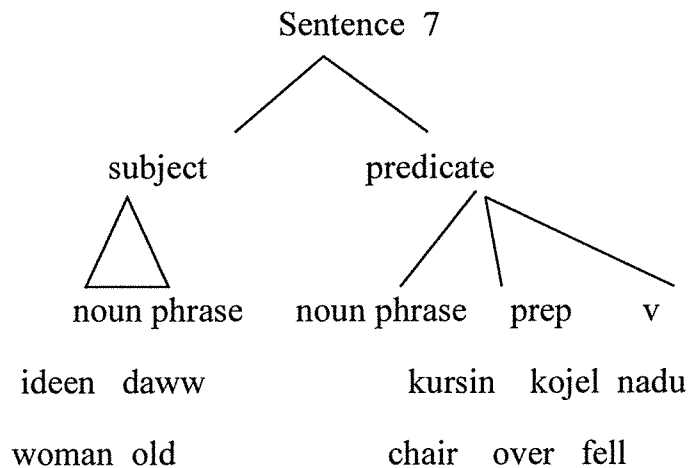 Sentence 7
subject predicate
noun phrase noun phrase prep v
ideen daww kursin kojel nadu
woman old chair over fell